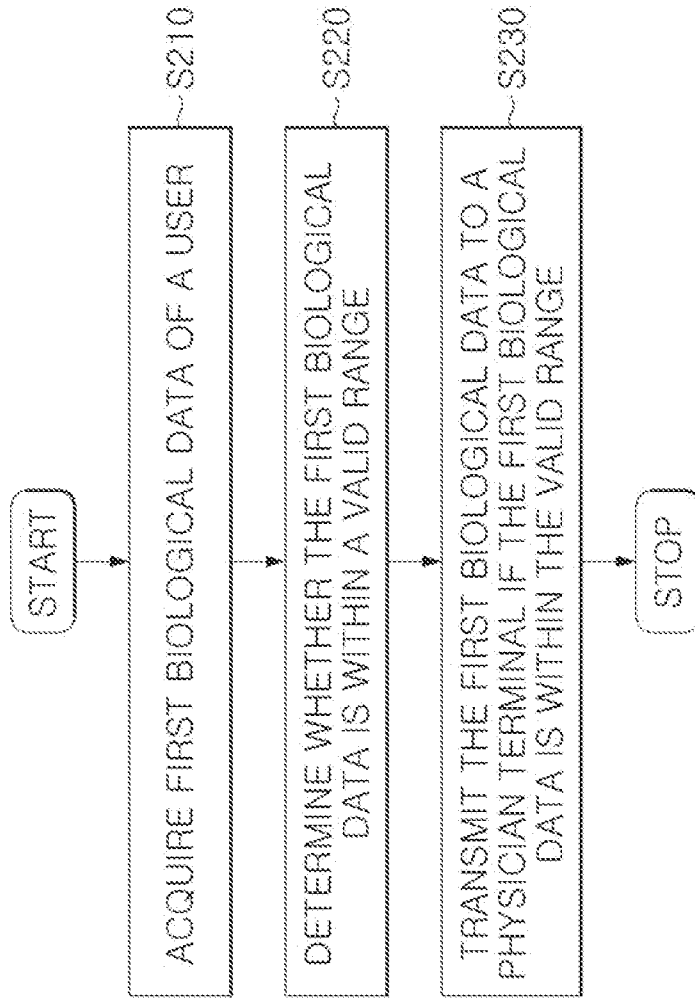 START
ACQUIRE FIRST BIOLOGICAL DATA OF A USER
S210
DETERMINE WHETHER THE FIRST BIOLOGICAL
DATA IS WITHIN A VALID RANGE
S220
TRANSMIT THE FIRST BIOLOGICAL DATA TO A
PHYSICIAN TERMINAL IF THE FIRST BIOLOGICAL
DATA IS WITHIN THE VALID RANGE
S230
STOP